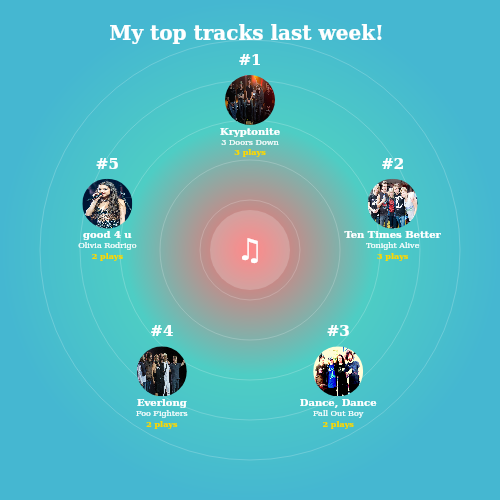 My top tracks last week!
#1
Kryptonite
3 Doors Down
3 plays
#2
Ten Times Better
Tonight Alive
3 plays
#3
Dance, Dance
Fall Out Boy
2 plays
#4
Everlong
Foo Fighters
2 plays
#5
good 4 u
Olivia Rodrigo
2 plays